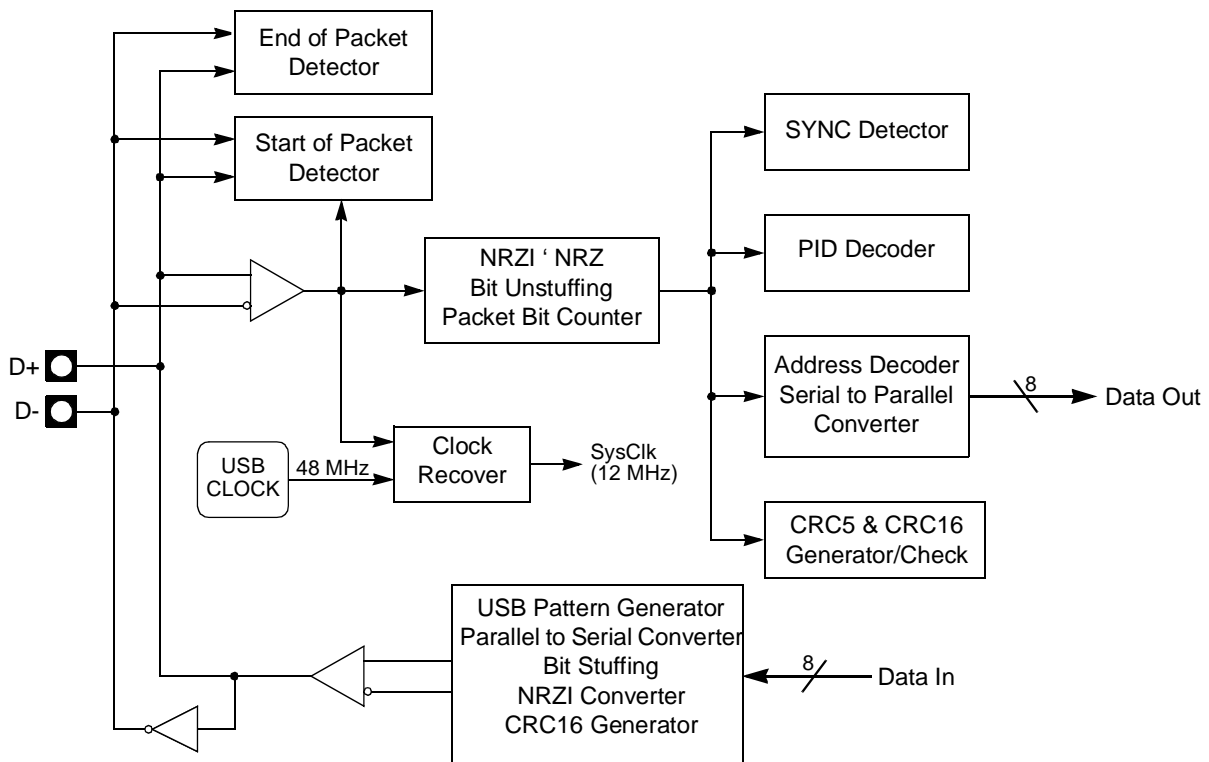 End of Packet
Detector
Start of Packet
Detector
SYNC Detector
NRZI ‘ NRZ
Bit Unstuffing
Packet Bit Counter
PID Decoder
D+
D-
Address Decoder
Serial to Parallel
Converter
8
Data Out
USB
CLOCK
48 MHz
Clock
Recover
SysClk
(12 MHz)
CRC5 & CRC16
Generator/Check
USB Pattern Generator
Parallel to Serial Converter
Bit Stuffing
NRZI Converter
CRC16 Generator
8
Data In